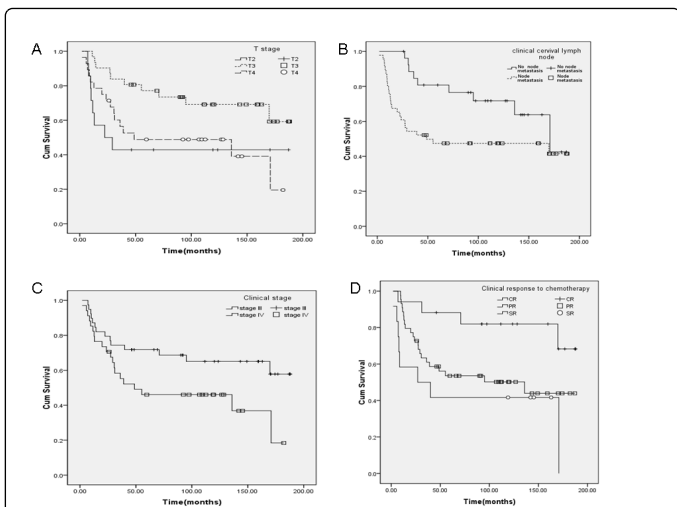 A
T stage
T2 T2
T3 T3
T4 T4
1.0
0.8
0.6
0.4
0.2
0.0
Cum Survival
0.00 50.00 100.00 150.00 200.00
Time(months)
B
clinical cervial lymph
node
No node metastasis No node metastasis
Node metastasis Node metastasis
1.0
0.8
0.6
0.4
0.2
0.0
Cum Survival
0.00 50.00 100.00 150.00 200.00
Time(months)
C
Clinical stage
stage III stage III
stage IV stage IV
1.0
0.8
0.6
0.4
0.2
0.0
Cum Survival
0.00 50.00 100.00 150.00 200.00
Time(months)
D
Clinical response to chemotherapy
CR CR
PR PR
SR SR
1.0
0.8
0.6
0.4
0.2
0.0
Cum Survival
0.00 50.00 100.00 150.00 200.00
Time(months)